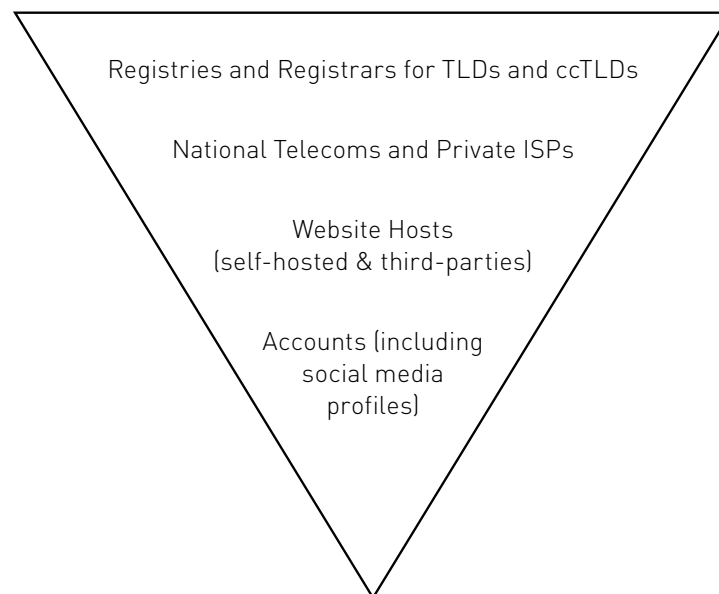 Registries and Registrars for TLDs and ccTLDs
National Telecoms and Private ISPs
Website Hosts
(self-hosted & third-parties)
Accounts (including
social media
profiles)